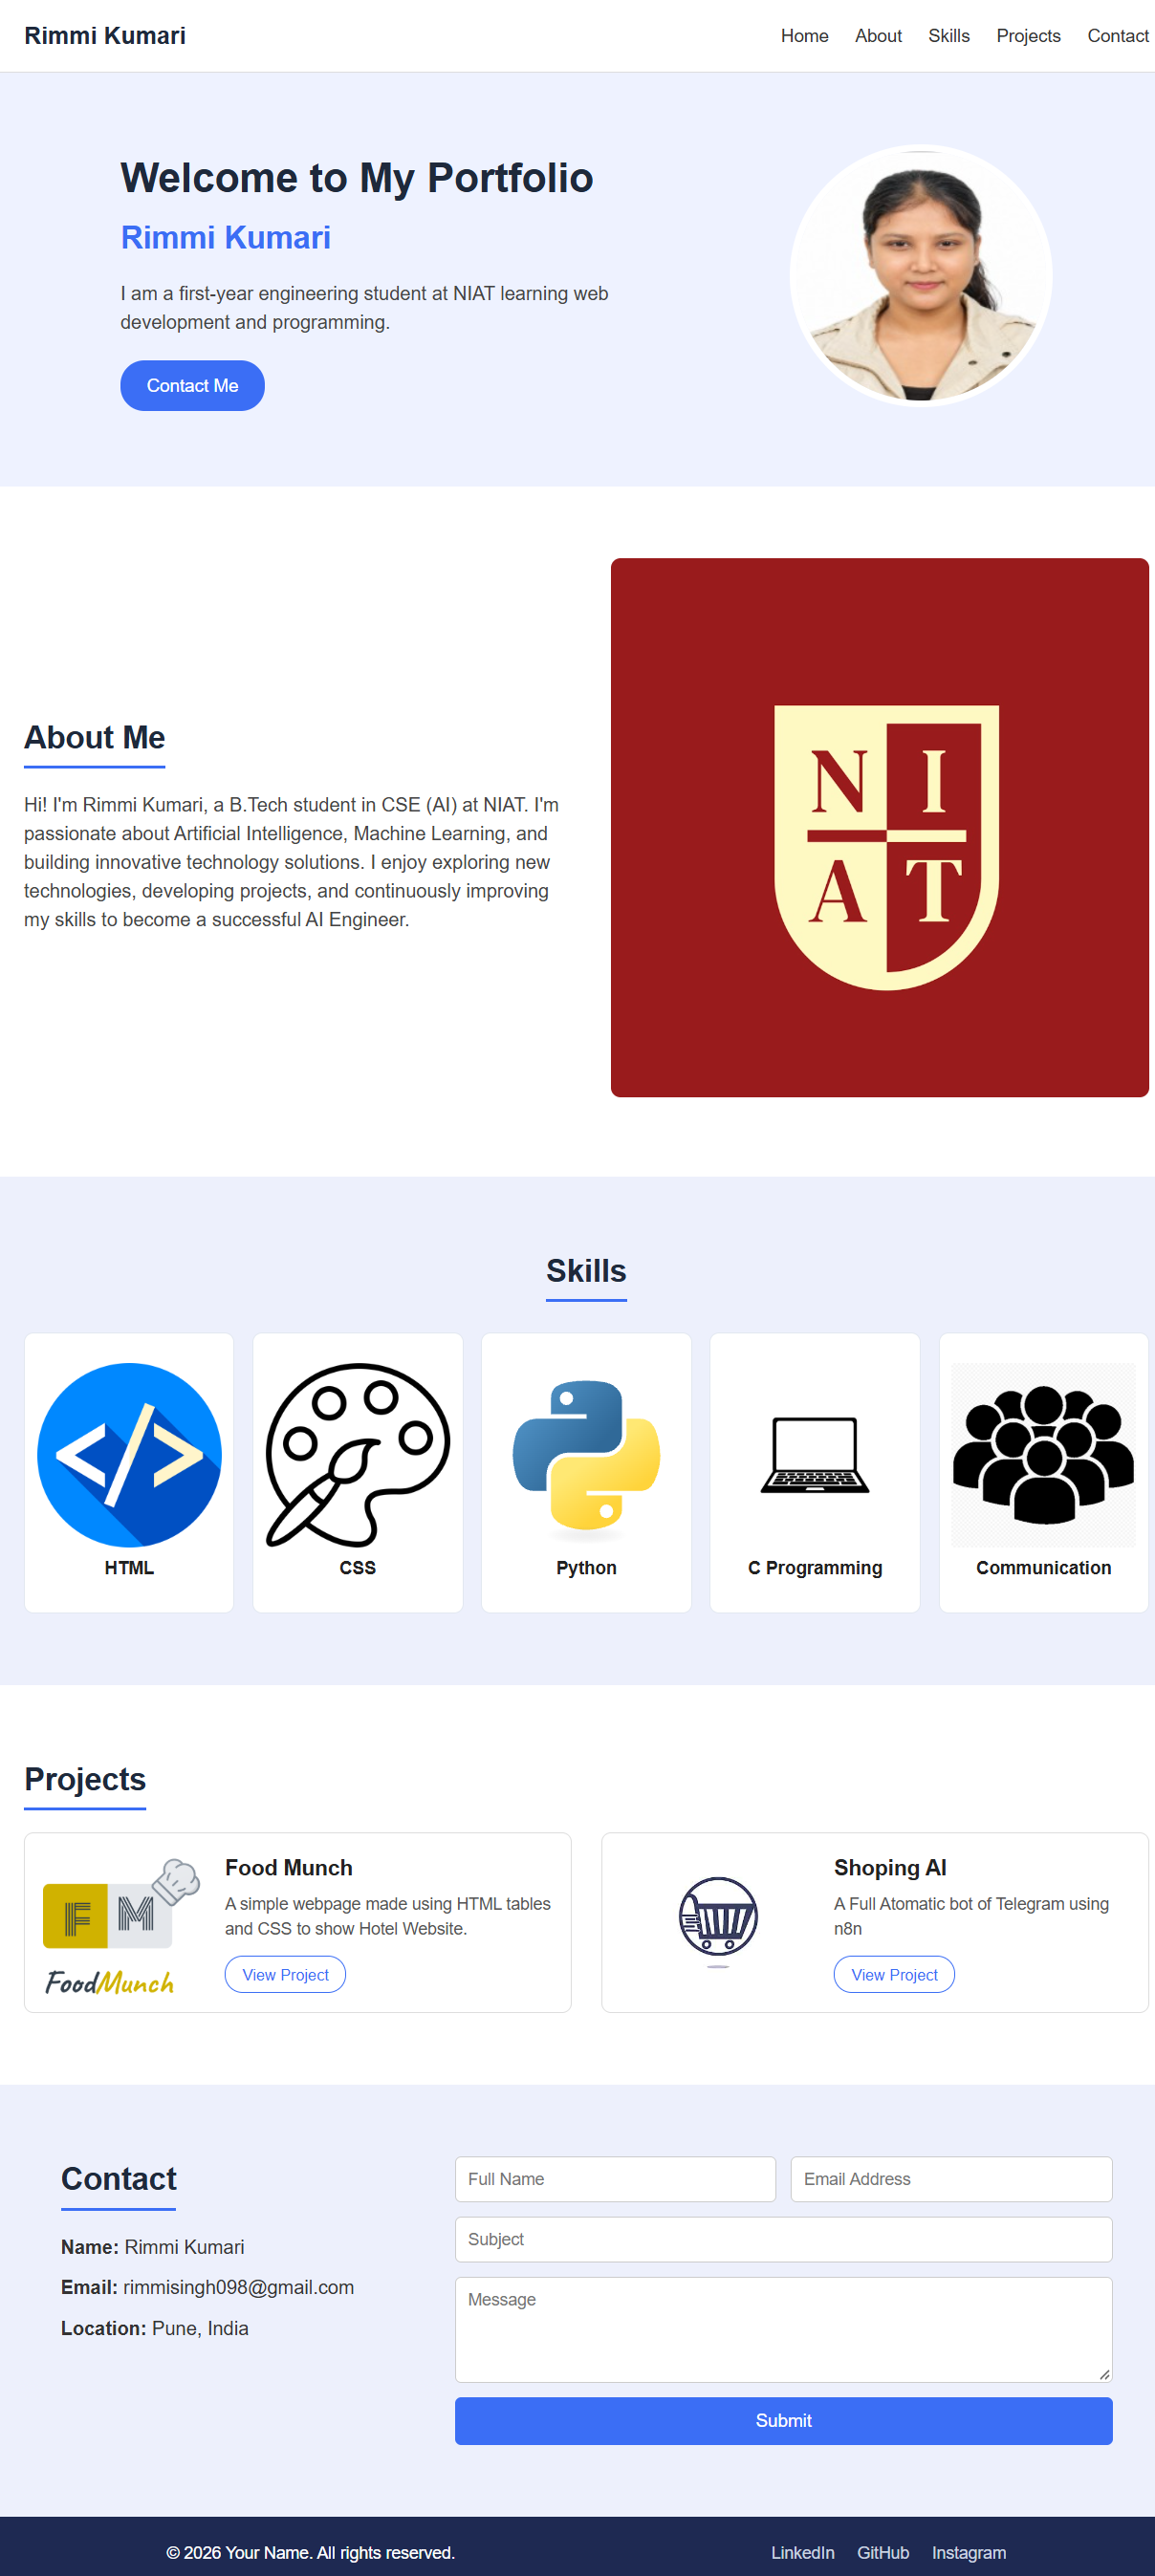 Rimmi Kumari
Home About Skills Projects Contact
Welcome to My Portfolio
Rimmi Kumari
I am a first-year engineering student at NIAT learning web
development and programming.
Contact Me
About Me
Hi! I'm Rimmi Kumari, a B.Tech student in CSE (AI) at NIAT. I'm
passionate about Artificial Intelligence, Machine Learning, and
building innovative technology solutions. I enjoy exploring new
technologies, developing projects, and continuously improving
my skills to become a successful AI Engineer.
N I
A T
Skills
</>
HTML
CSS
Python
C Programming
Communication
Projects
F M
FoodMunch
Food Munch
A simple webpage made using HTML tables
and CSS to show Hotel Website.
View Project
Shoping AI
A Full Atomatic bot of Telegram using
n8n
View Project
Contact
Name: Rimmi Kumari
Email: rimmisingh098@gmail.com
Location: Pune, India
Full Name
Email Address
Subject
Message
Submit
© 2026 Your Name. All rights reserved.
LinkedIn GitHub Instagram